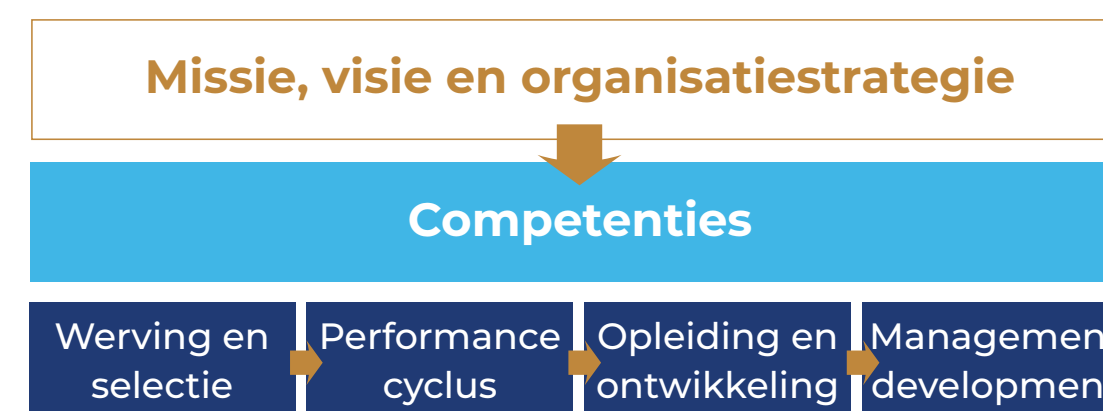 Missie, visie en organisatiestrategie
Competenties
Werving en
selectie
Performance
cyclus
Opleiding en
ontwikkeling
Managemen
developmen